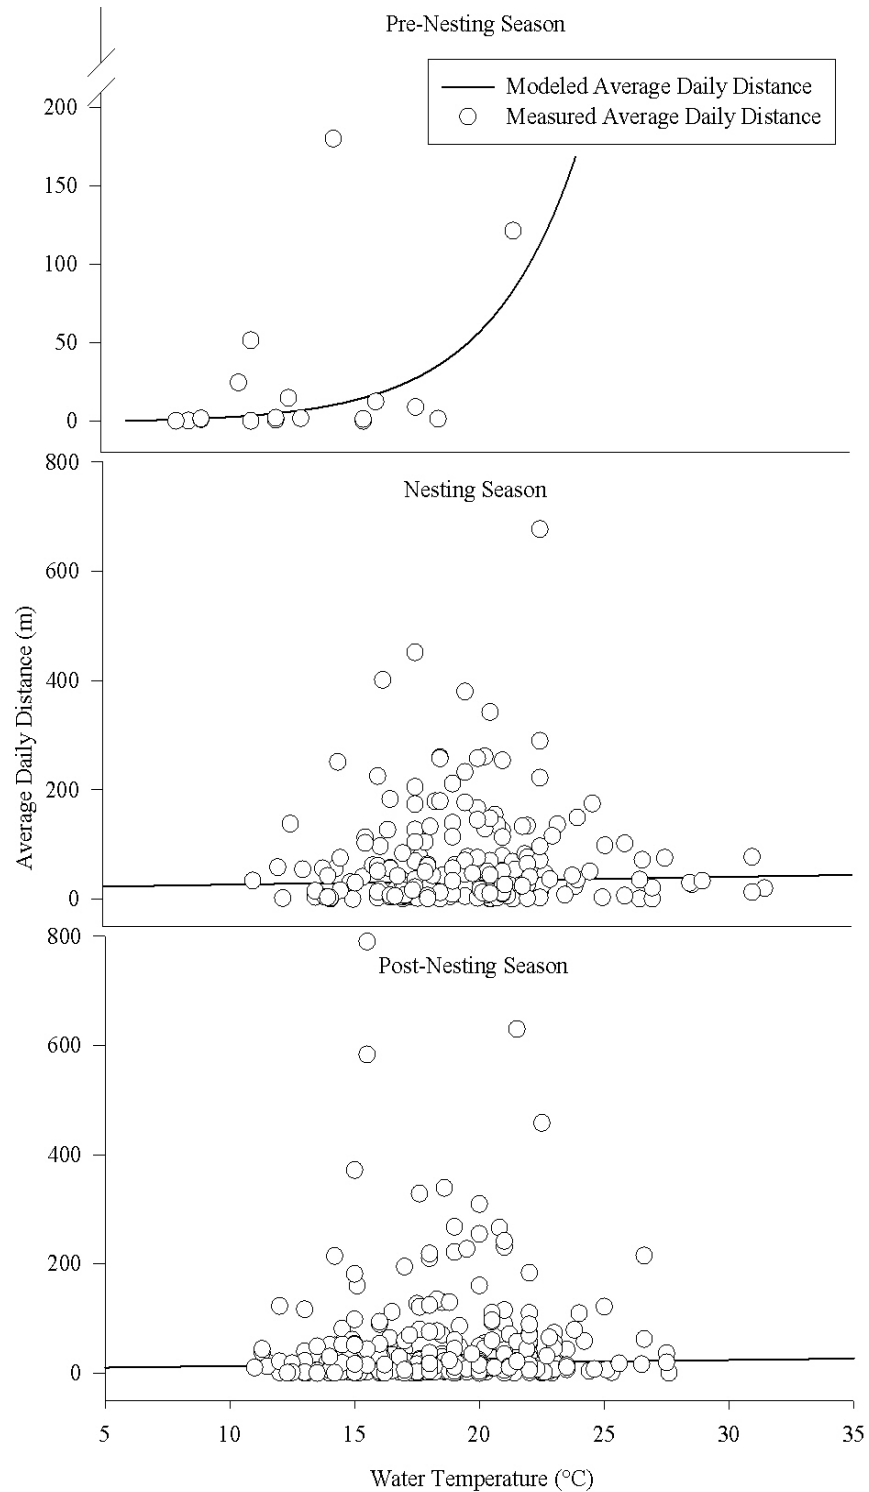 Pre-Nesting Season
Modeled Average Daily Distance
Measured Average Daily Distance
200
150
100
50
0
800
Nesting Season
600
400
200
0
Average Daily Distance (m)
800
Post-Nesting Season
600
400
200
0
5 10 15 20 25 30 35
Water Temperature (°C)